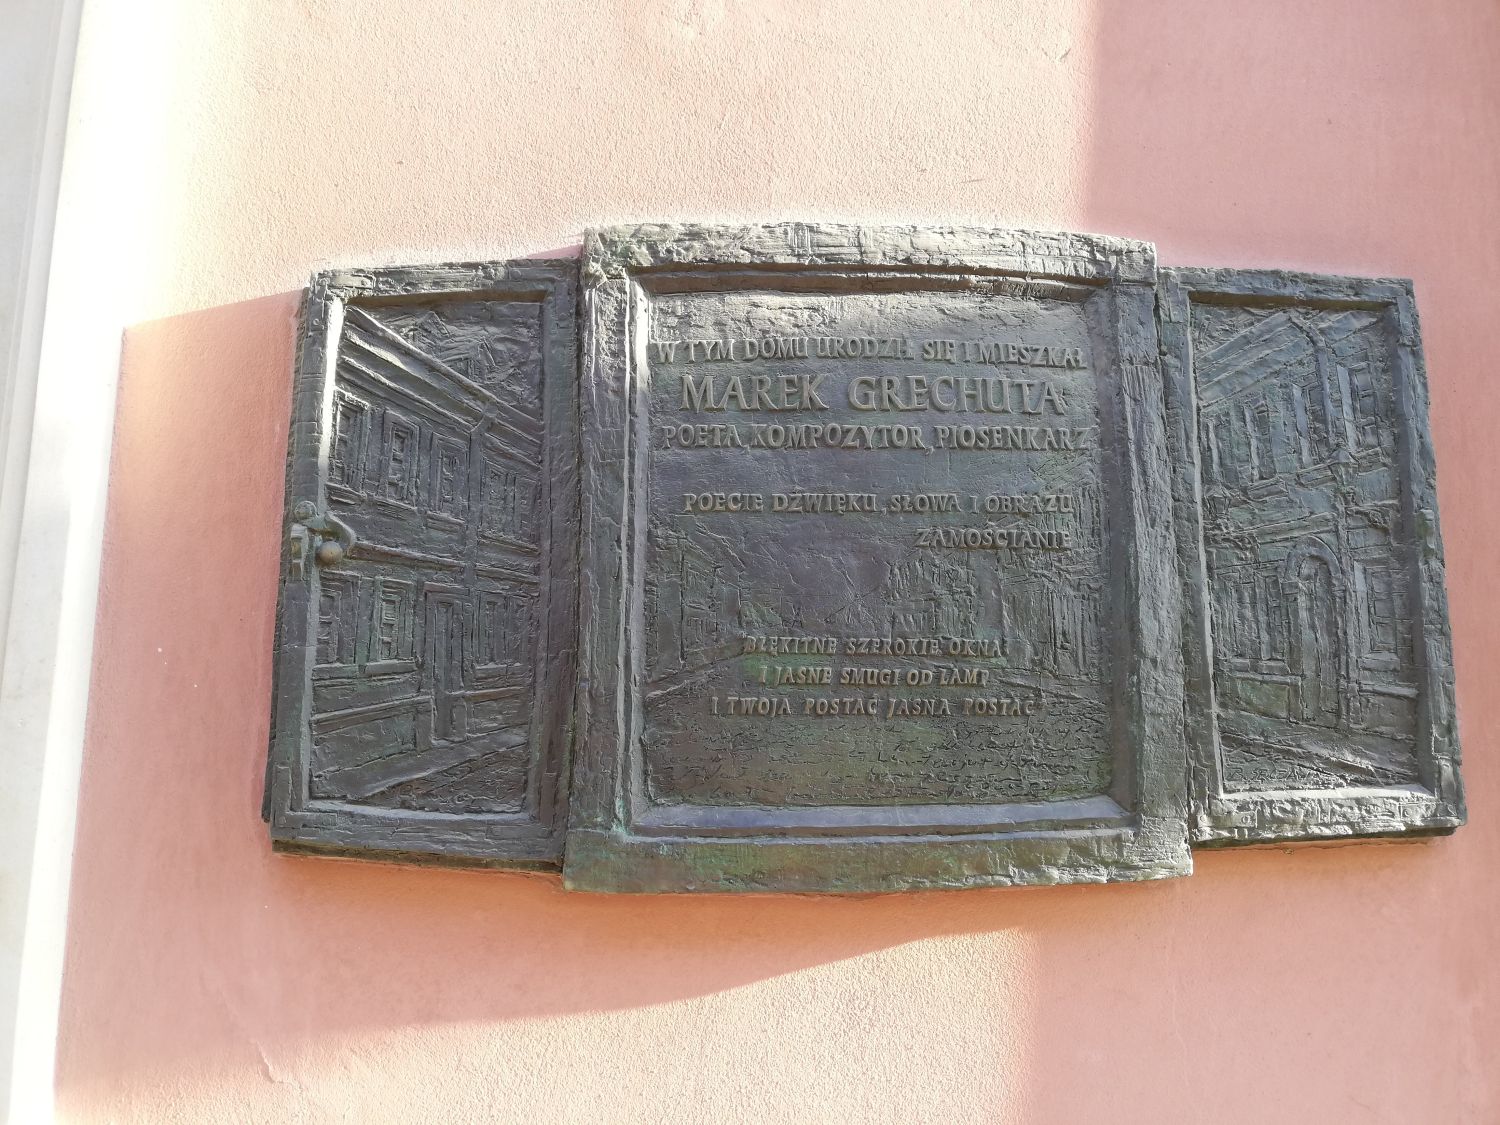 W TYM DOMU URODZIŁ SIĘ I MIESZKAŁ
MAREK GRECHUTA
POETA, KOMPOZYTOR, PIOSENKARZ
POECIE DŹWIĘKU, SŁOWA I OBRAZU
ZAMOŚCIANIE
BŁĘKITNE SZEROKIE OKNA
I JASNE SMUGI OD LAMP
I TWOJA POSTAĆ JASNA POSTAĆ